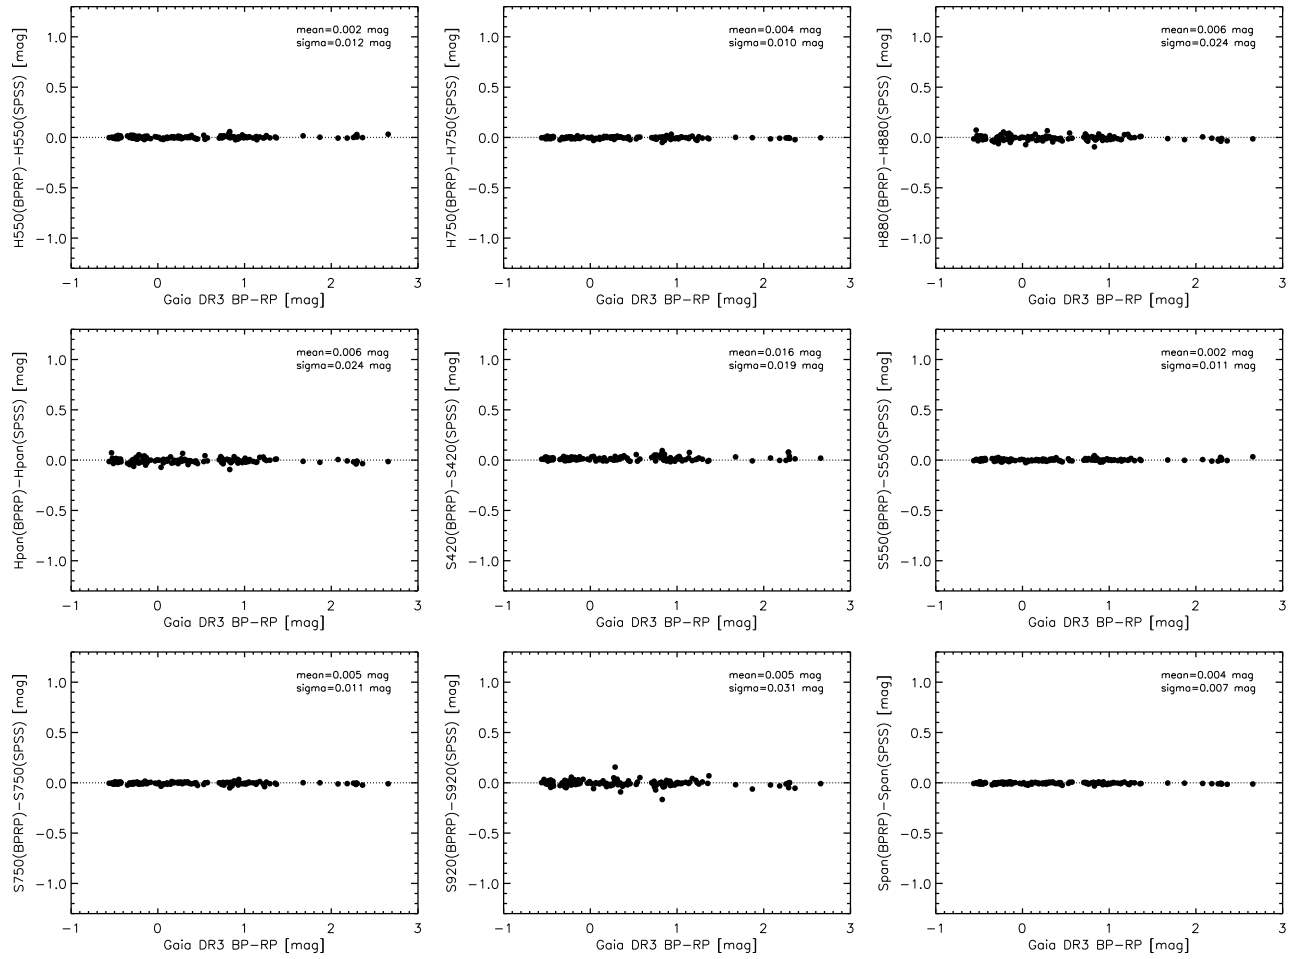 mean=0.002 mag
sigma=0.012 mag
1.0
0.5
0.0
−0.5
−1.0
H550(BPRP)−H550(SPSS) [mag]
−1 0 1 2 3
Gaia DR3 BP−RP [mag]
mean=0.004 mag
sigma=0.010 mag
1.0
0.5
0.0
−0.5
−1.0
H750(BPRP)−H750(SPSS) [mag]
−1 0 1 2 3
Gaia DR3 BP−RP [mag]
mean=0.006 mag
sigma=0.024 mag
1.0
0.5
0.0
−0.5
−1.0
H880(BPRP)−H880(SPSS) [mag]
−1 0 1 2 3
Gaia DR3 BP−RP [mag]
mean=0.006 mag
sigma=0.024 mag
1.0
0.5
0.0
−0.5
−1.0
Hpan(BPRP)−Hpan(SPSS) [mag]
−1 0 1 2 3
Gaia DR3 BP−RP [mag]
mean=0.016 mag
sigma=0.019 mag
1.0
0.5
0.0
−0.5
−1.0
S420(BPRP)−S420(SPSS) [mag]
−1 0 1 2 3
Gaia DR3 BP−RP [mag]
mean=0.002 mag
sigma=0.011 mag
1.0
0.5
0.0
−0.5
−1.0
S550(BPRP)−S550(SPSS) [mag]
−1 0 1 2 3
Gaia DR3 BP−RP [mag]
mean=0.005 mag
sigma=0.011 mag
1.0
0.5
0.0
−0.5
−1.0
S750(BPRP)−S750(SPSS) [mag]
−1 0 1 2 3
Gaia DR3 BP−RP [mag]
mean=0.005 mag
sigma=0.031 mag
1.0
0.5
0.0
−0.5
−1.0
S920(BPRP)−S920(SPSS) [mag]
−1 0 1 2 3
Gaia DR3 BP−RP [mag]
mean=0.004 mag
sigma=0.007 mag
1.0
0.5
0.0
−0.5
−1.0
Span(BPRP)−Span(SPSS) [mag]
−1 0 1 2 3
Gaia DR3 BP−RP [mag]